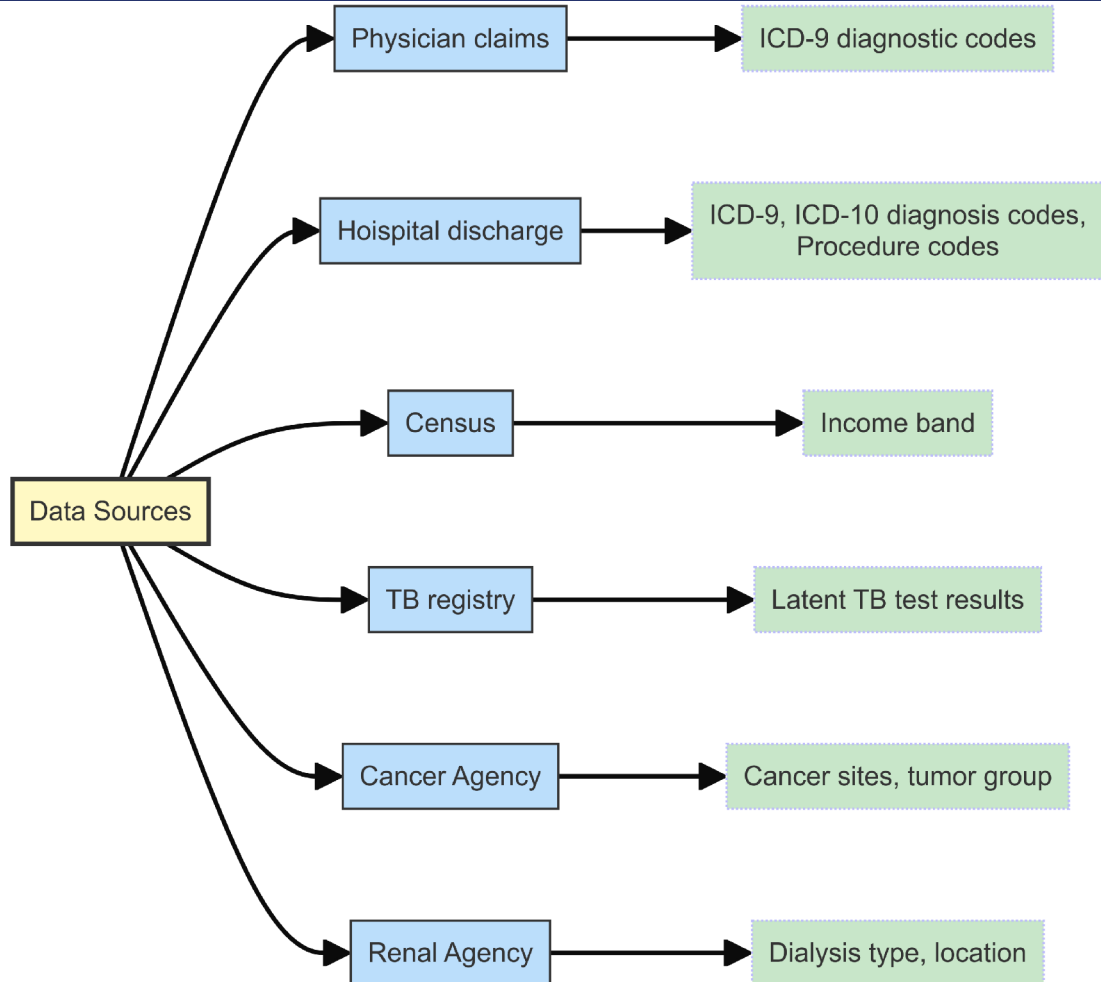 Physician claims
ICD-9 diagnostic codes
Hoispital discharge
ICD-9, ICD-10 diagnosis codes,
Procedure codes
Census
Income band
Data Sources
TB registry
Latent TB test results
Cancer Agency
Cancer sites, tumor group
Renal Agency
Dialysis type, location